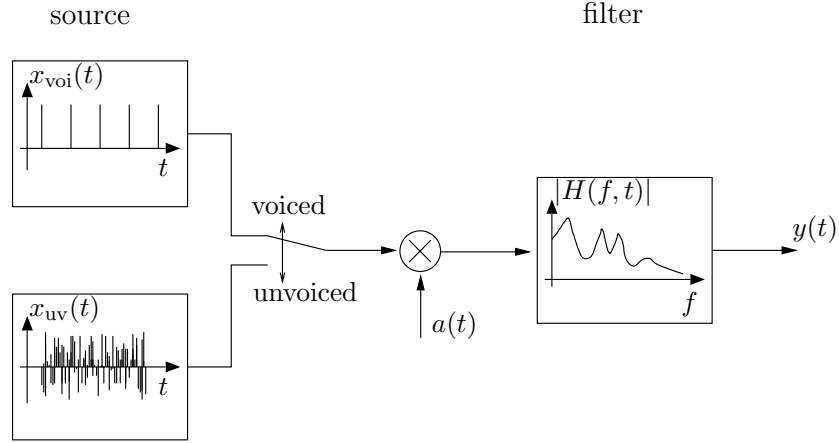 source
filter
x_voi(t)
t
voiced
|H(f, t)|
y(t)
f
unvoiced
a(t)
x_uv(t)
t